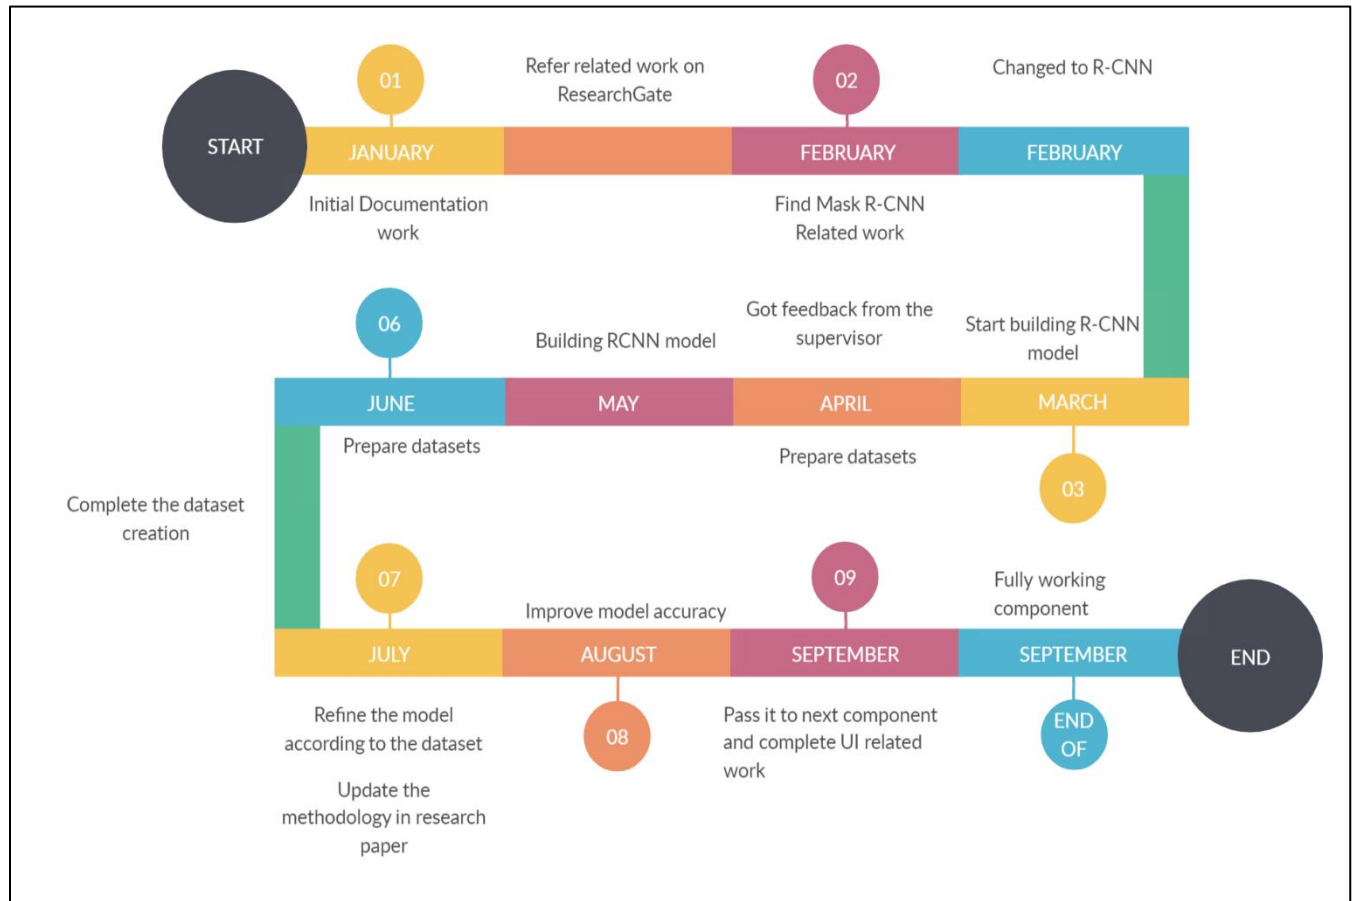 START
01
JANUARY
Initial Documentation
work
Refer related work on
ResearchGate
02
FEBRUARY
Find Mask R-CNN
Related work
Changed to R-CNN
FEBRUARY
Start building R-CNN
model
MARCH
03
Got feedback from the
supervisor
APRIL
Prepare datasets
Building RCNN model
MAY
06
JUNE
Prepare datasets
Complete the dataset
creation
07
JULY
Refine the model
according to the dataset
Update the
methodology in research
paper
Improve model accuracy
AUGUST
08
09
SEPTEMBER
Pass it to next component
and complete UI related
work
Fully working
component
SEPTEMBER
END
OF
END